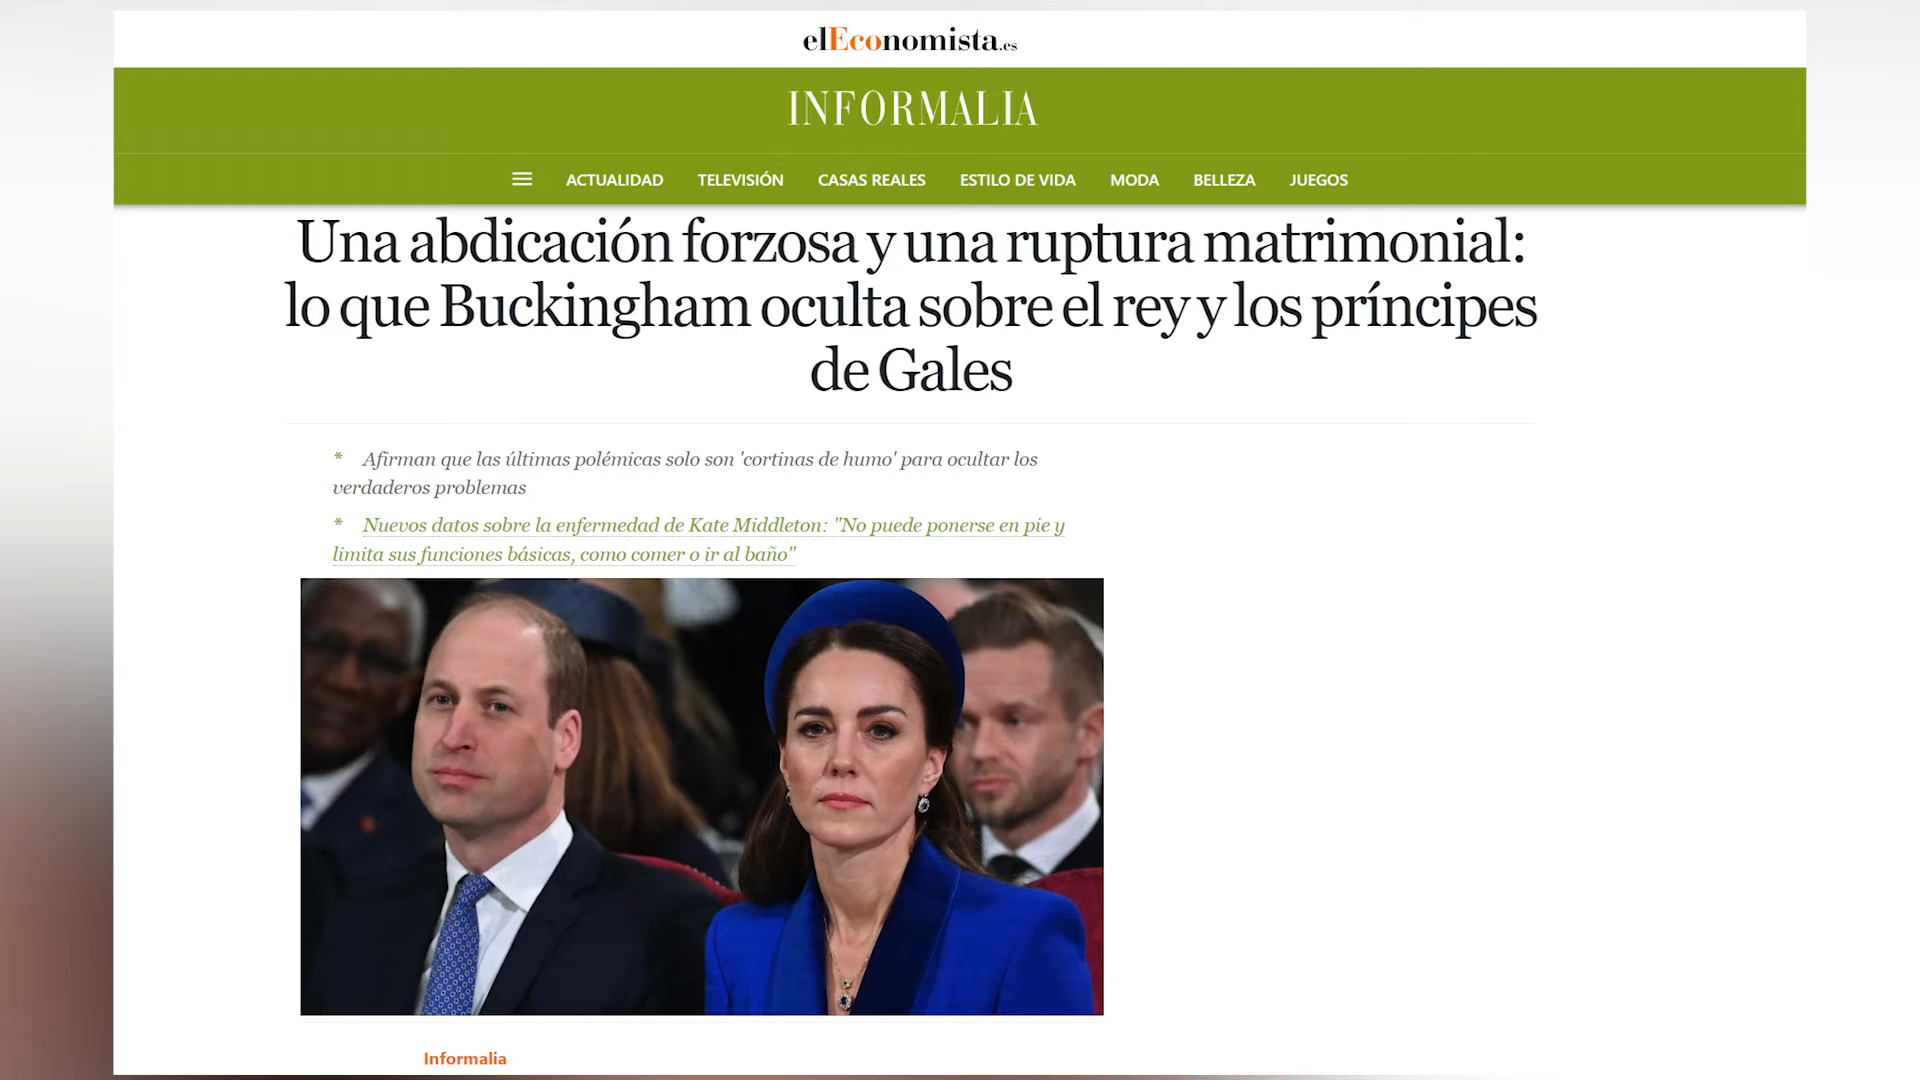 elEconomista.es
INFORMALIA
ACTUALIDAD TELEVISIÓN CASAS REALES ESTILO DE VIDA MODA BELLEZA JUEGOS
Una abdicación forzosa y una ruptura matrimonial:
lo que Buckingham oculta sobre el rey y los príncipes
de Gales
* Afirman que las últimas polémicas solo son 'cortinas de humo' para ocultar los
verdaderos problemas
* Nuevos datos sobre la enfermedad de Kate Middleton: "No puede ponerse en pie y
limita sus funciones básicas, como comer o ir al baño"
Informalia